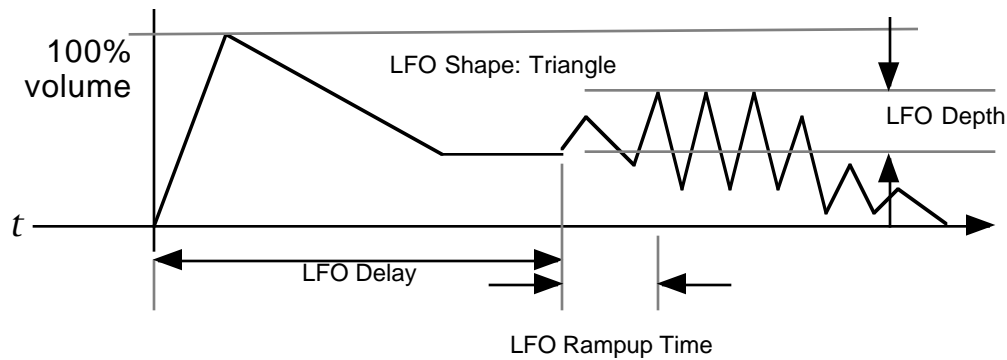 100%
volume
LFO Shape: Triangle
LFO Depth
t
LFO Delay
LFO Rampup Time